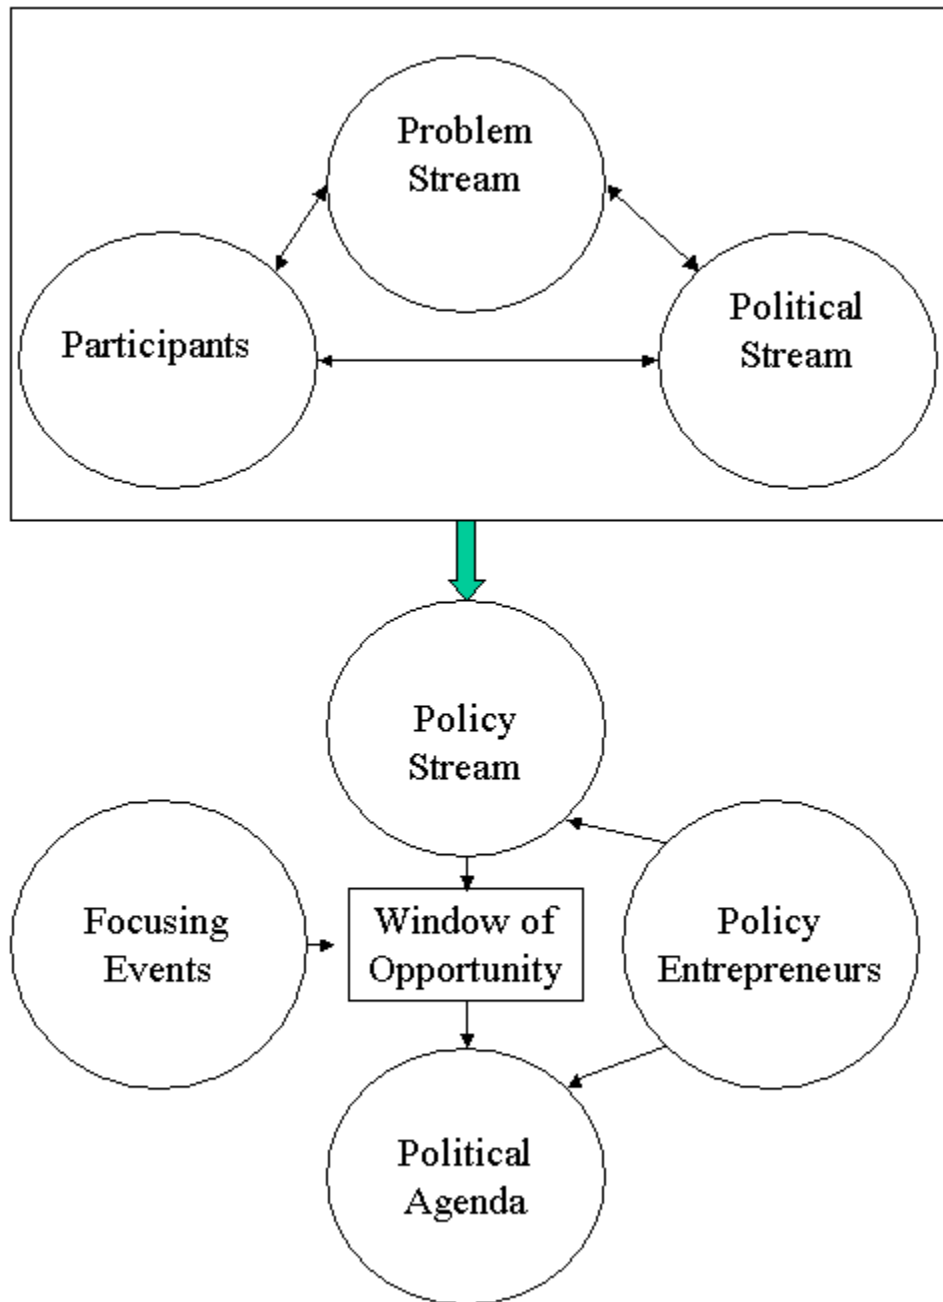 Problem
Stream
Participants
Political
Stream
Policy
Stream
Focusing
Events
Window of
Opportunity
Policy
Entrepreneurs
Political
Agenda